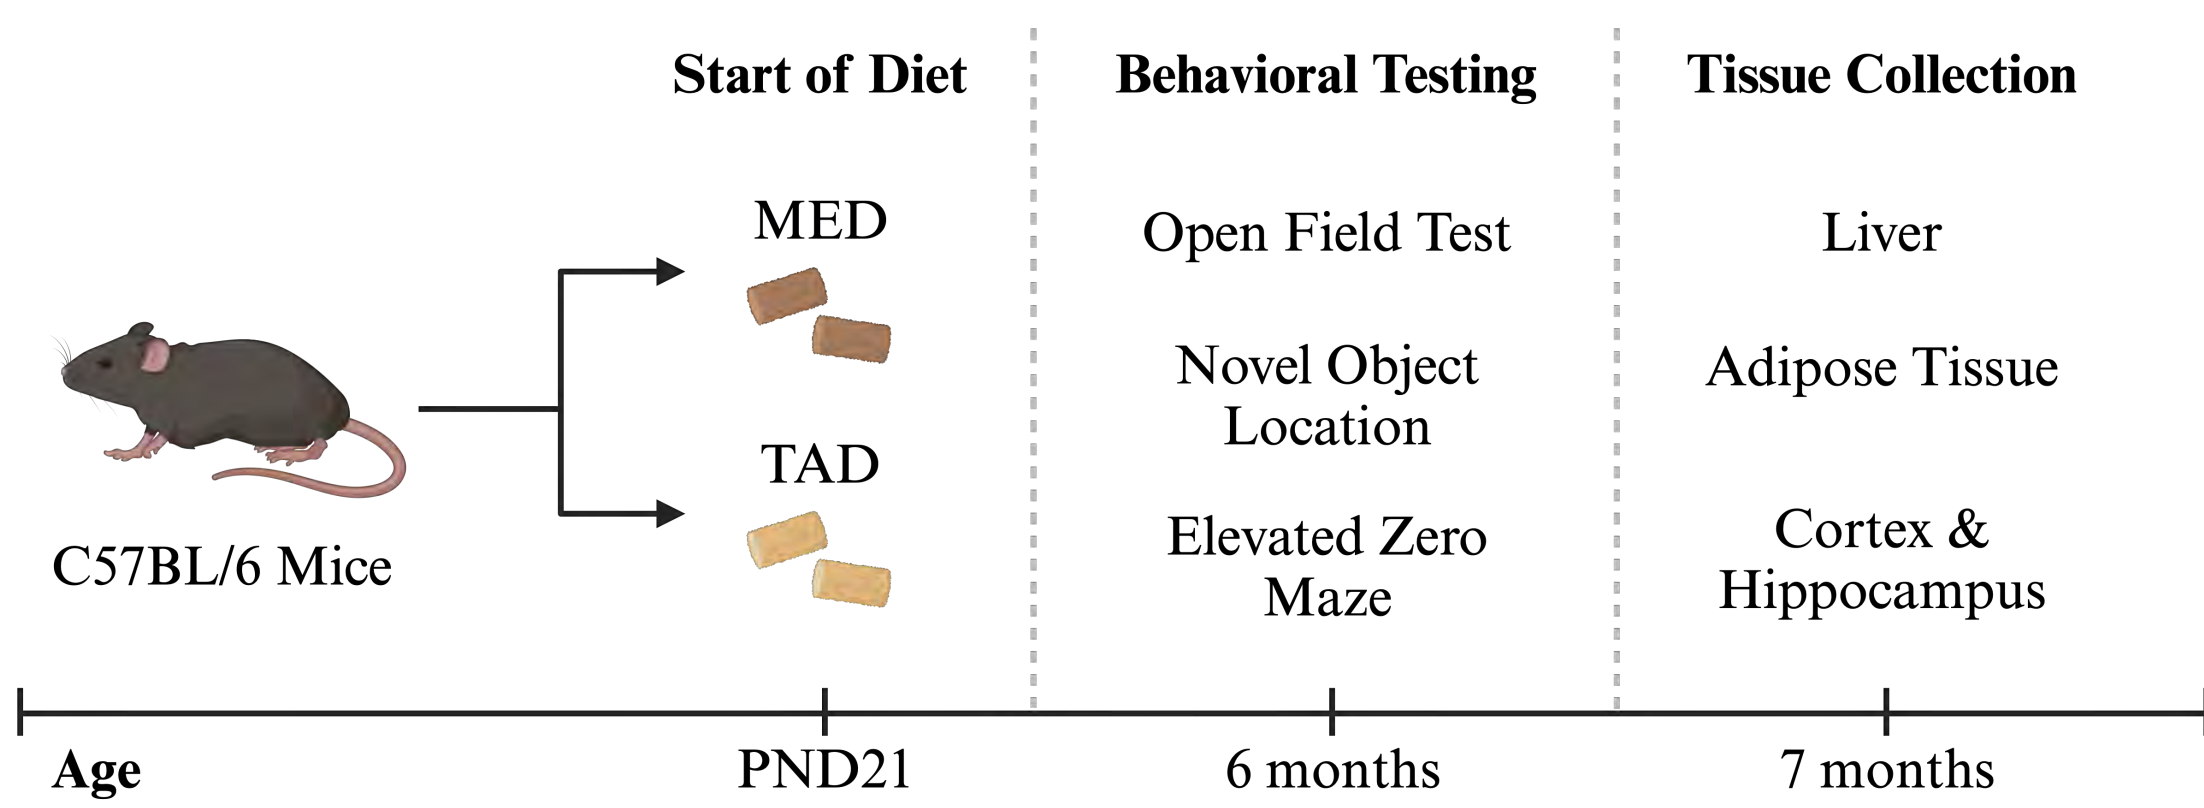 Start of Diet
Behavioral Testing
Tissue Collection
MED
TAD
C57BL/6 Mice
Open Field Test
Novel Object
Location
Elevated Zero
Maze
Liver
Adipose Tissue
Cortex &
Hippocampus
Age
PND21
6 months
7 months